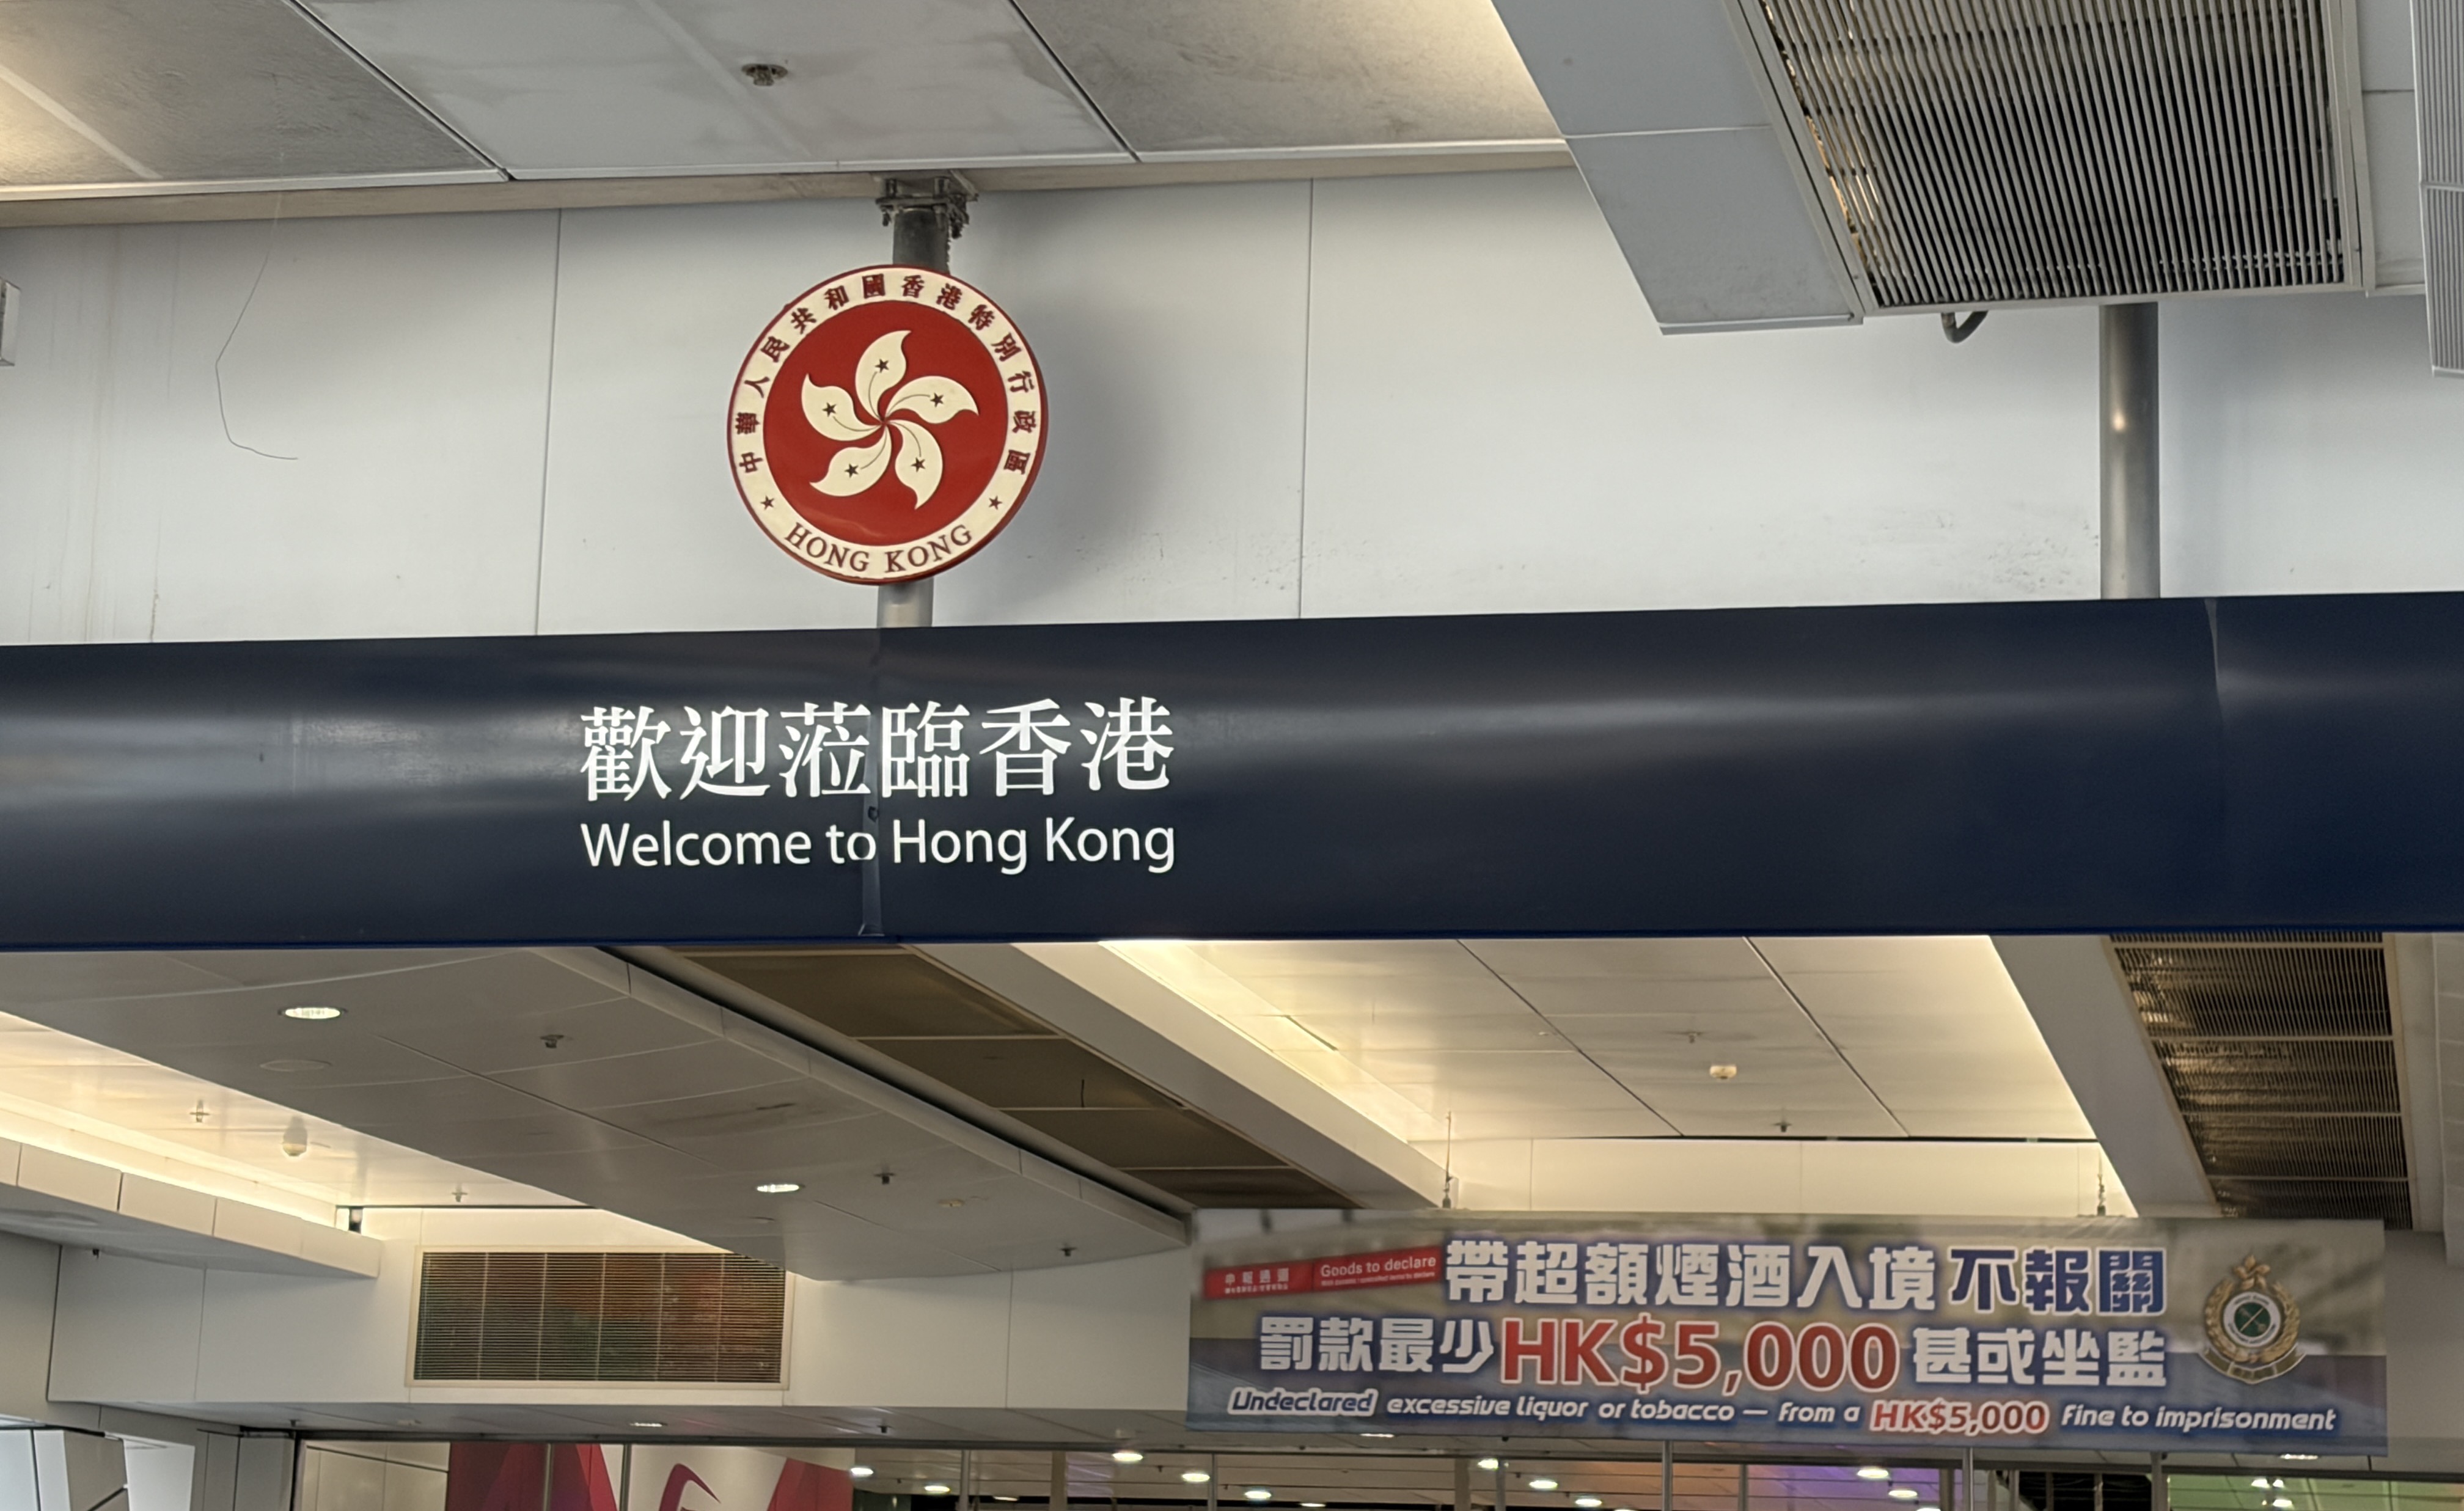 中華人民共和國香港特別行政區
HONG KONG
歡迎蒞臨香港
Welcome to Hong Kong
Goods to declare
帶超額煙酒入境不報關
罰款最少HK$5,000甚或坐監
Undeclared excessive liquor or tobacco — from a HK$5,000 fine to imprisonment